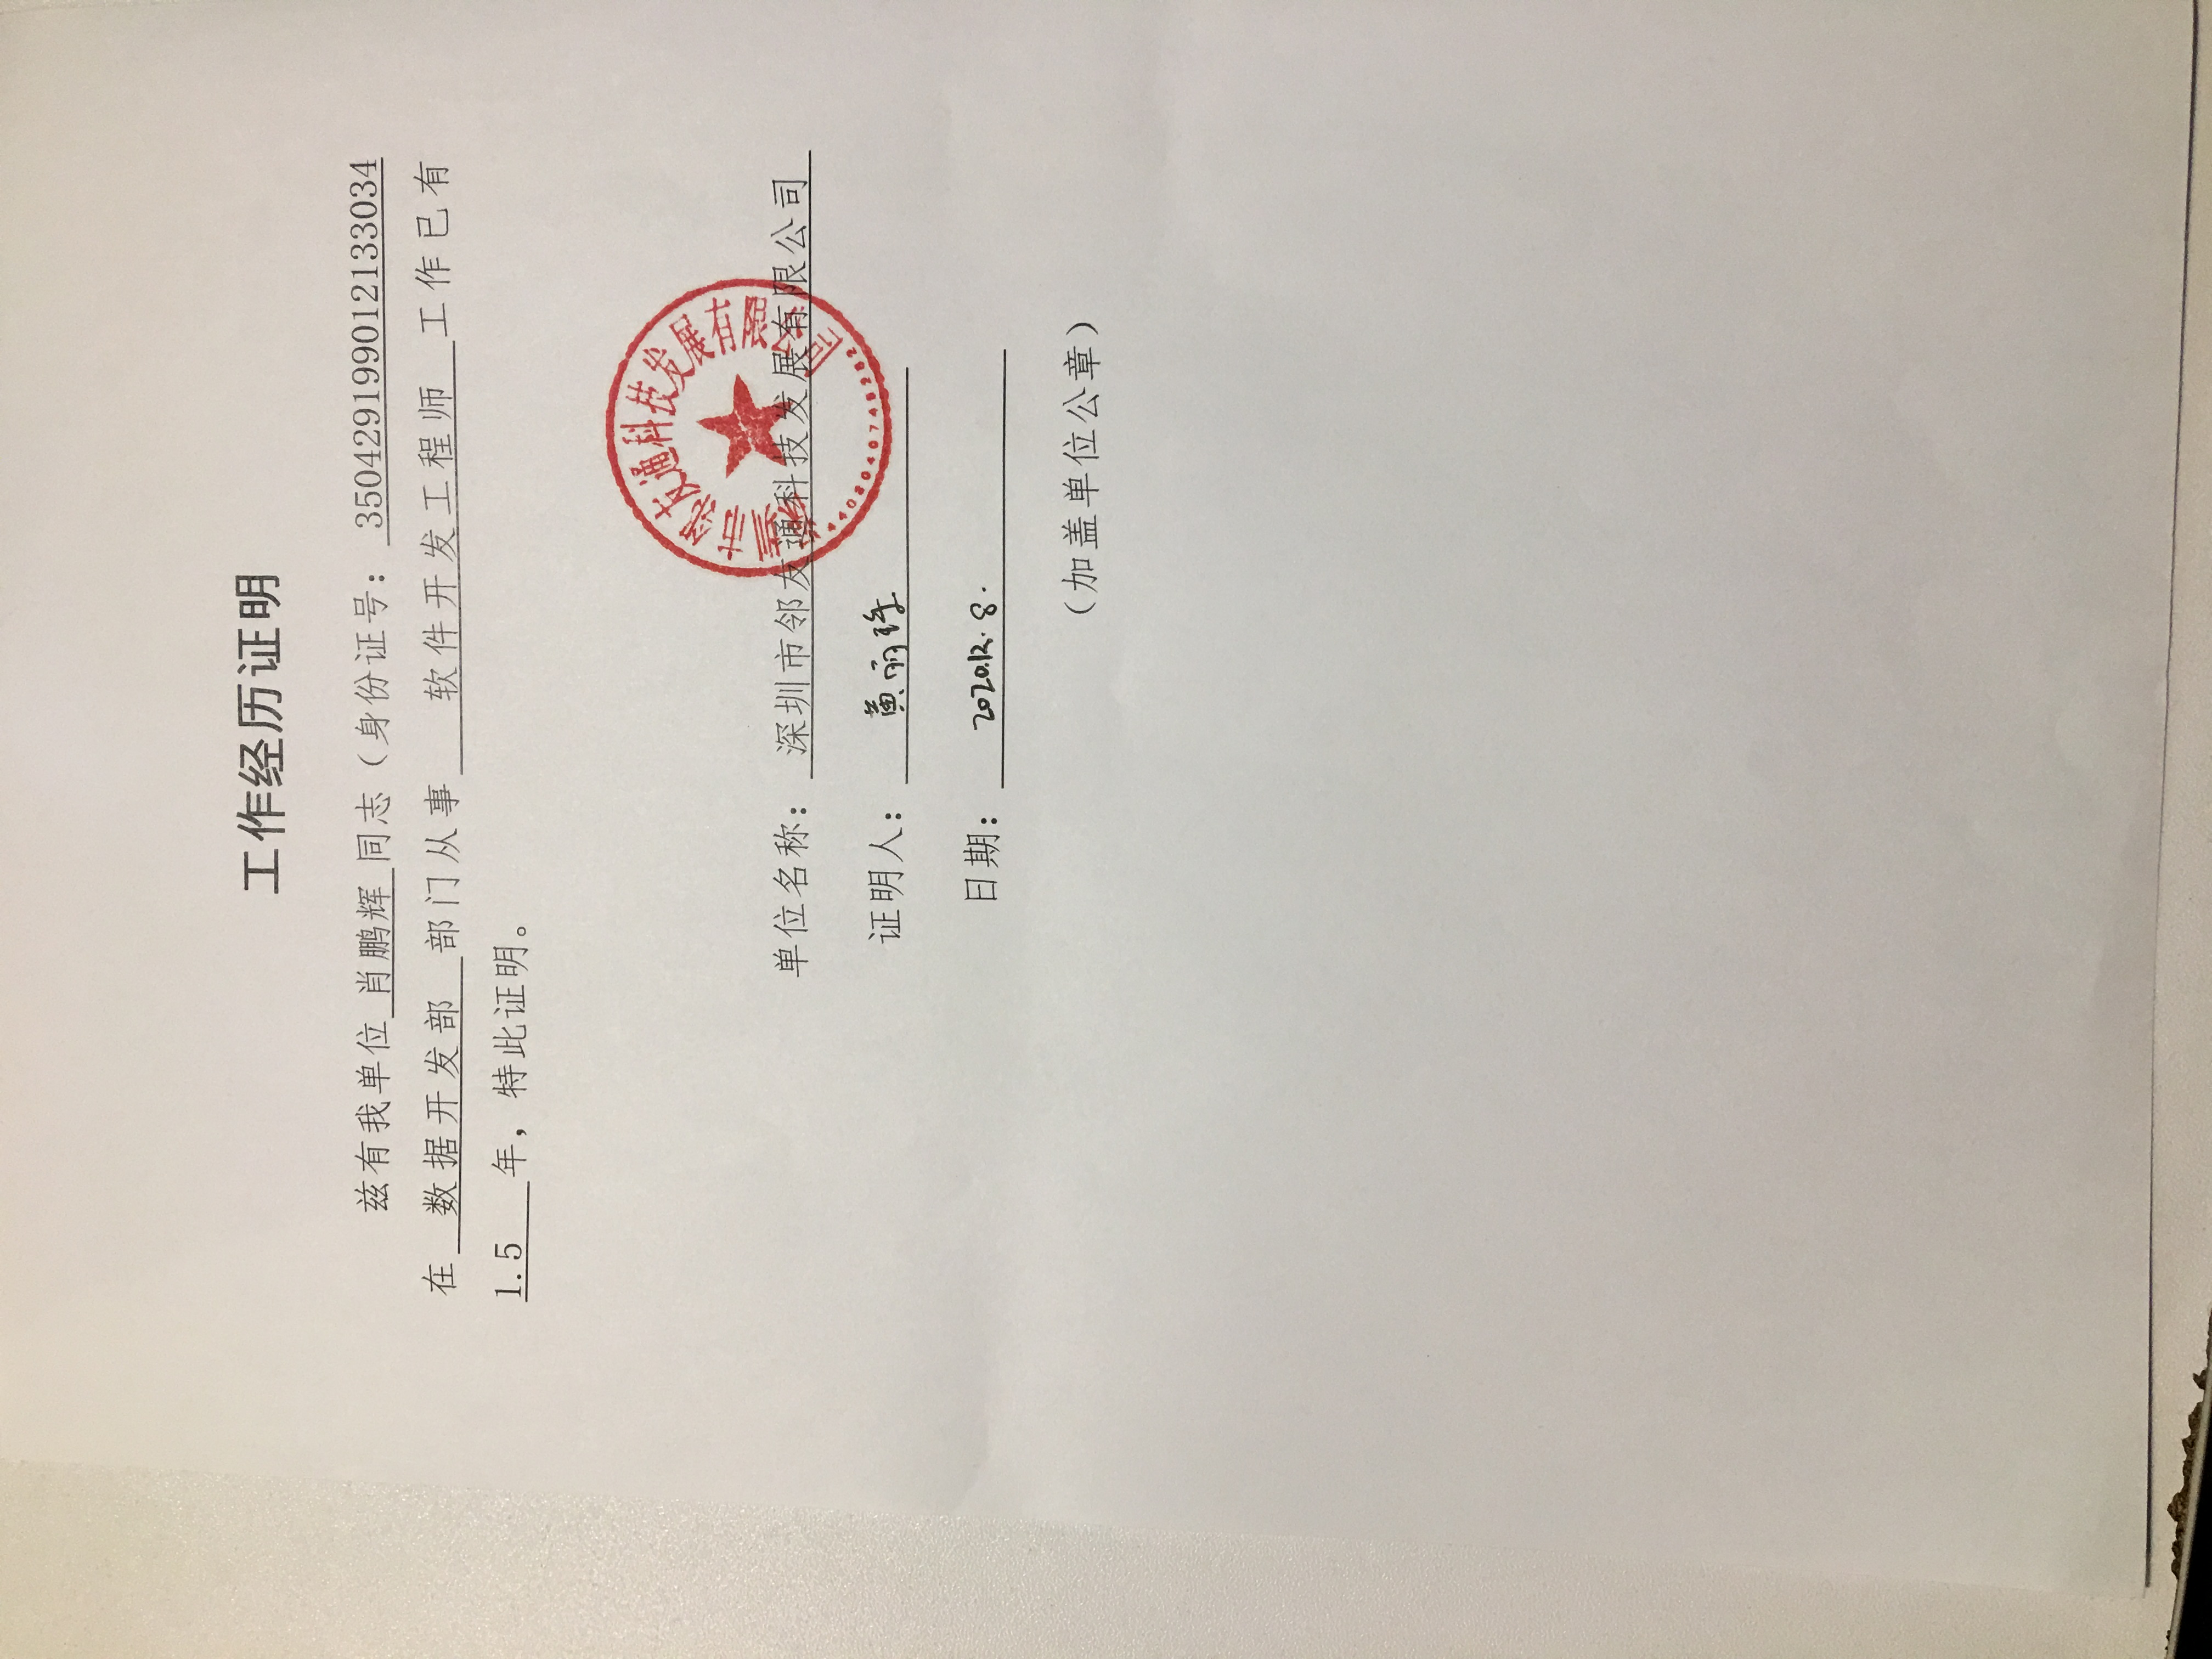 工作经历证明
兹有我单位 肖鹏辉 同志（身份证号： 350429199012133034
在 数据开发部 部门从事 软件开发工程师 工作已有
1.5 年，特此证明。
深圳市邻友通科技发展有限公司
单位名称： 深圳市邻友通科技发展有限公司
证明人： 黄丽珠
日期： 2020.12.8.
（加盖单位公章）